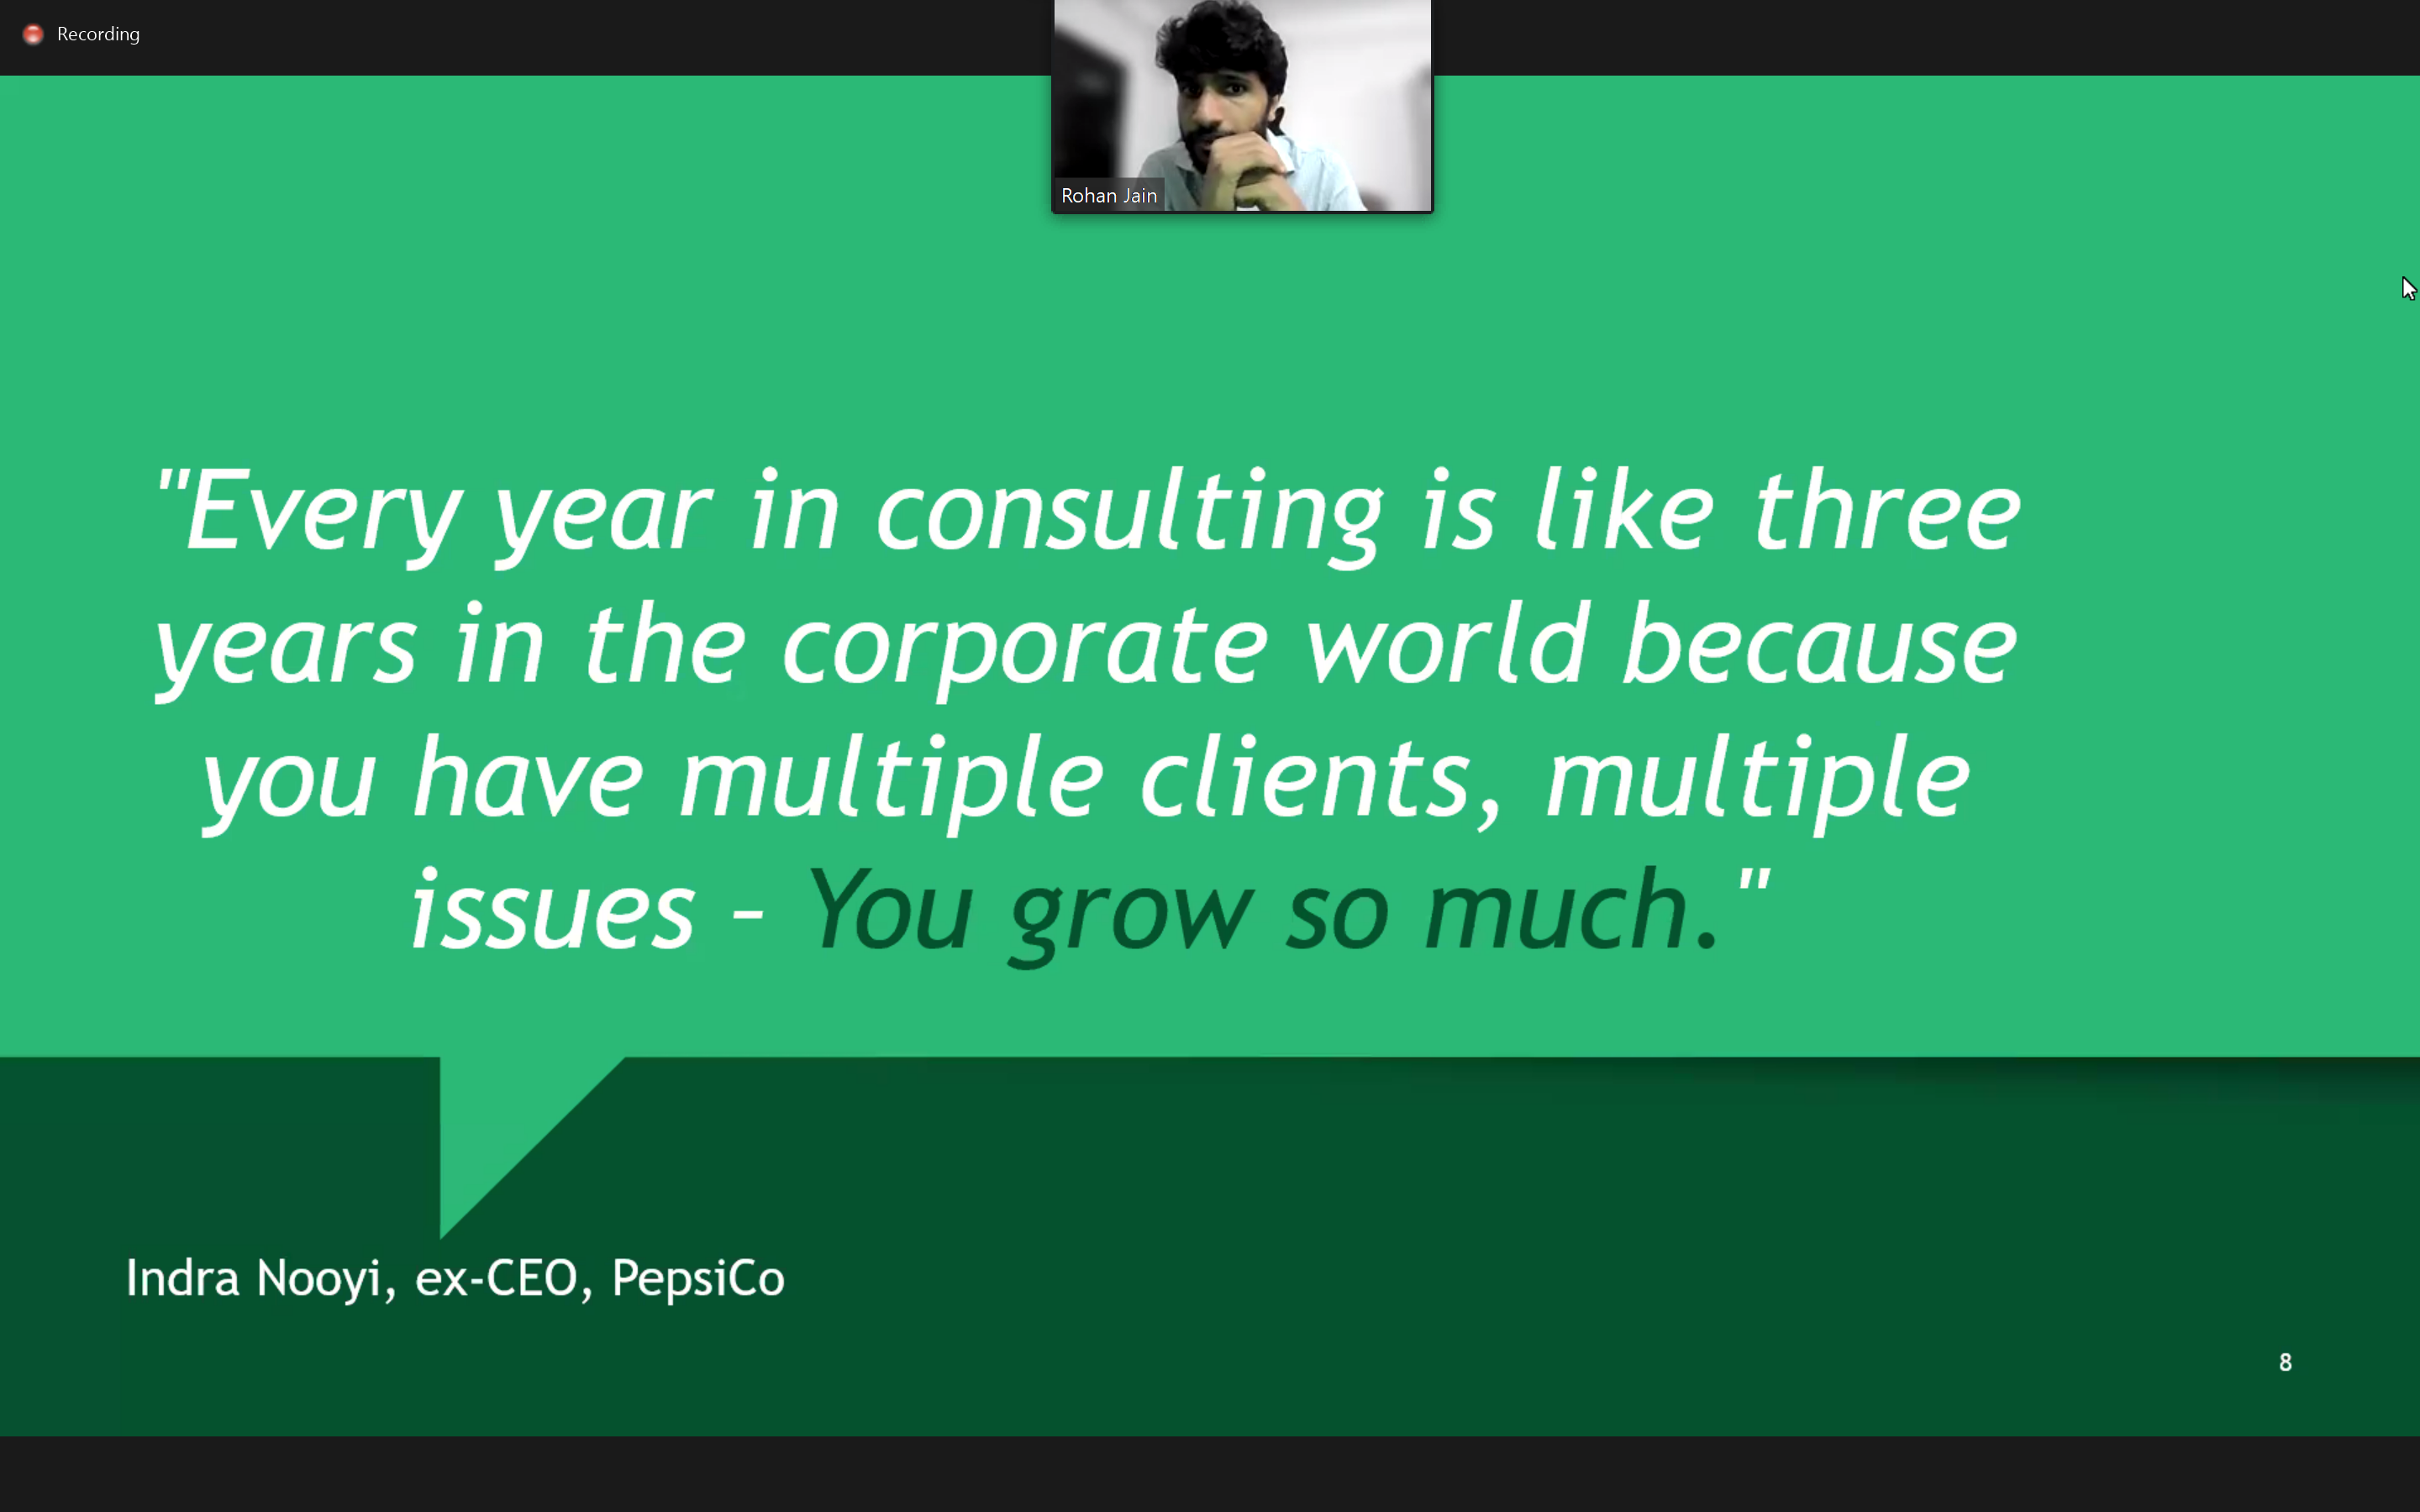 Recording
Rohan Jain
"Every year in consulting is like three
years in the corporate world because
you have multiple clients, multiple
issues - You grow so much."
Indra Nooyi, ex-CEO, PepsiCo
8